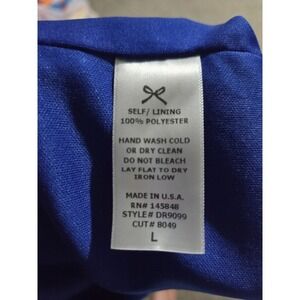 SELF/ LINING
100% POLYESTER
HAND WASH COLD
OR DRY CLEAN
DO NOT BLEACH
LAY FLAT TO DRY
IRON LOW
MADE IN U.S.A.
RN# 145848
STYLE# DR9099
CUT# 8049
L